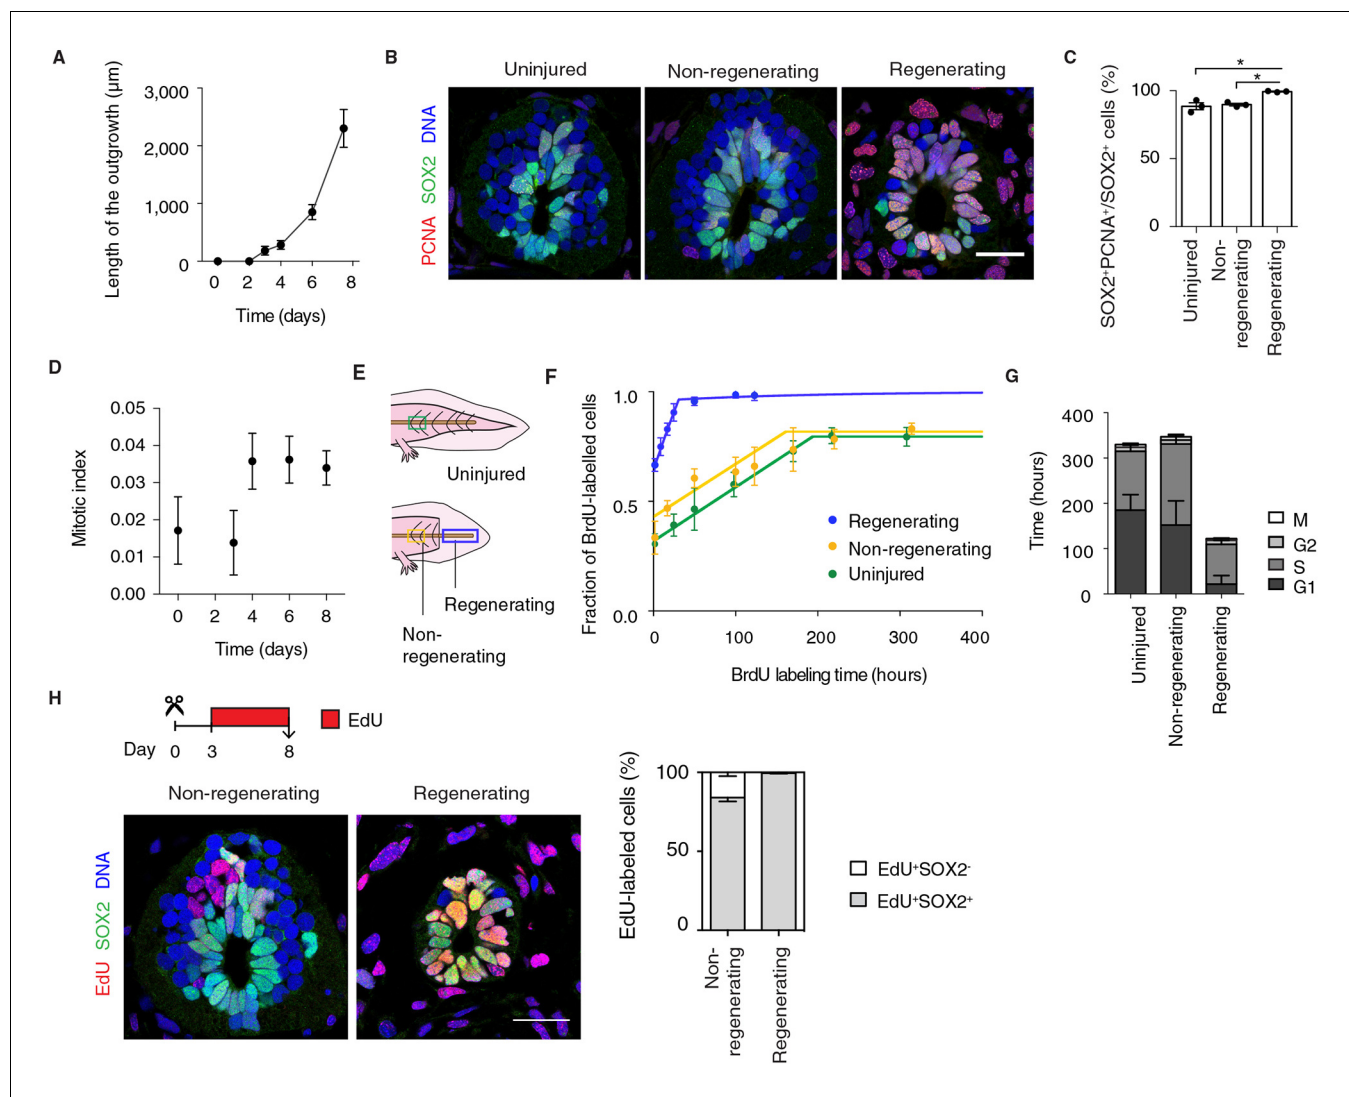 A
Length of the outgrowth (µm)
3,000
2,000
1,000
0
0 2 4 6 8
Time (days)
B
Uninjured Non-regenerating Regenerating
PCNA SOX2 DNA
C
SOX2⁺PCNA⁺/SOX2⁺ cells (%)
* 
*
100
50
0
Uninjured
Non-
regenerating
Regenerating
D
Mitotic index
0.05
0.04
0.03
0.02
0.01
0.00
0 2 4 6 8
Time (days)
E
Uninjured
Regenerating
Non-
regenerating
F
Fraction of BrdU-labelled cells
1.0
0.5
0.0
Regenerating
Non-regenerating
Uninjured
0 100 200 300 400
BrdU labeling time (hours)
G
Time (hours)
400
300
200
100
0
M
G2
S
G1
Uninjured
Non-regenerating
Regenerating
H
EdU
Day 0 3 8
Non-regenerating Regenerating
EdU SOX2 DNA
EdU-labeled cells (%)
100
50
0
EdU⁺SOX2⁻
EdU⁺SOX2⁺
Non-
regenerating
Regenerating